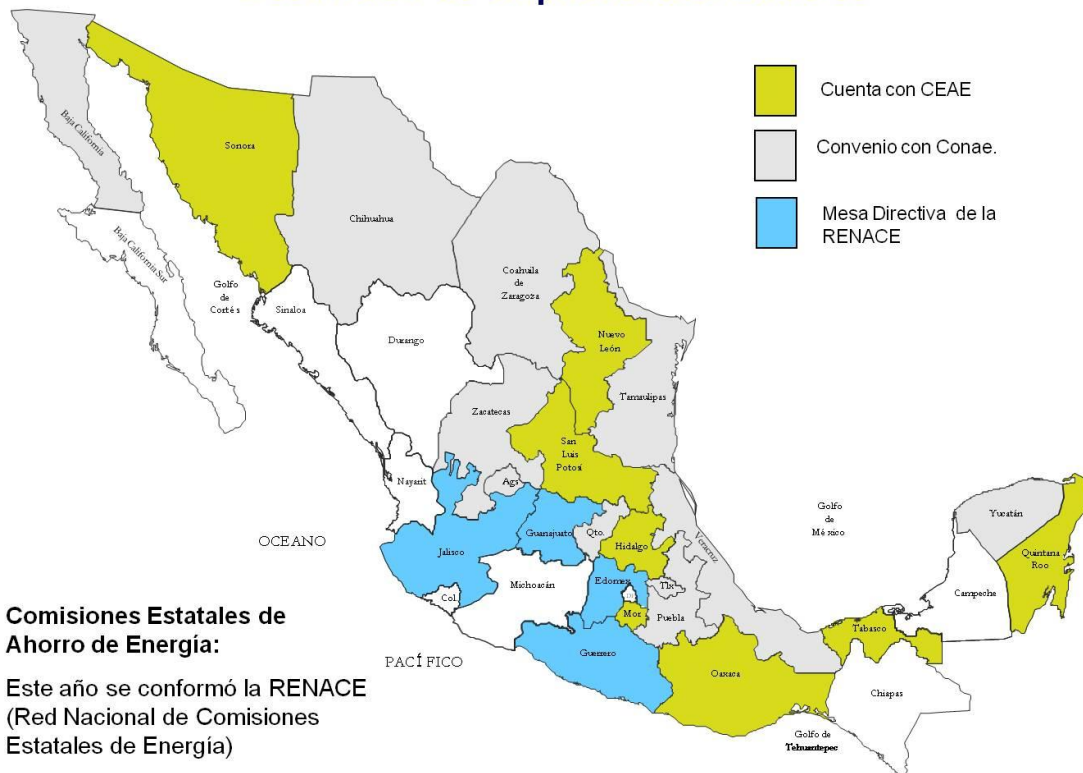 Cuenta con CEAE
Convenio con Conae.
Mesa Directiva de la
RENACE
Baja California
Sonora
Chihuahua
Baja California Sur
Golfo
de
Cortés
Sinaloa
Coahuila
de
Zaragoza
Durango
Nuevo
León
Tamaulipas
Zacatecas
San
Luis
Potosí
Nayarit
Ags
Golfo
de
México
Yucatán
OCEANO
Jalisco
Guanajuato
Qto.
Hidalgo
Veracruz
Quintana
Roo
Michoacán
Edomex
Tlx
Campeche
Col.
Mor
Puebla
Tabasco
Guerrero
Oaxaca
Chiapas
PACÍFICO
Golfo de
Tehuantepec
Comisiones Estatales de
Ahorro de Energía:
Este año se conformó la RENACE
(Red Nacional de Comisiones
Estatales de Energía)